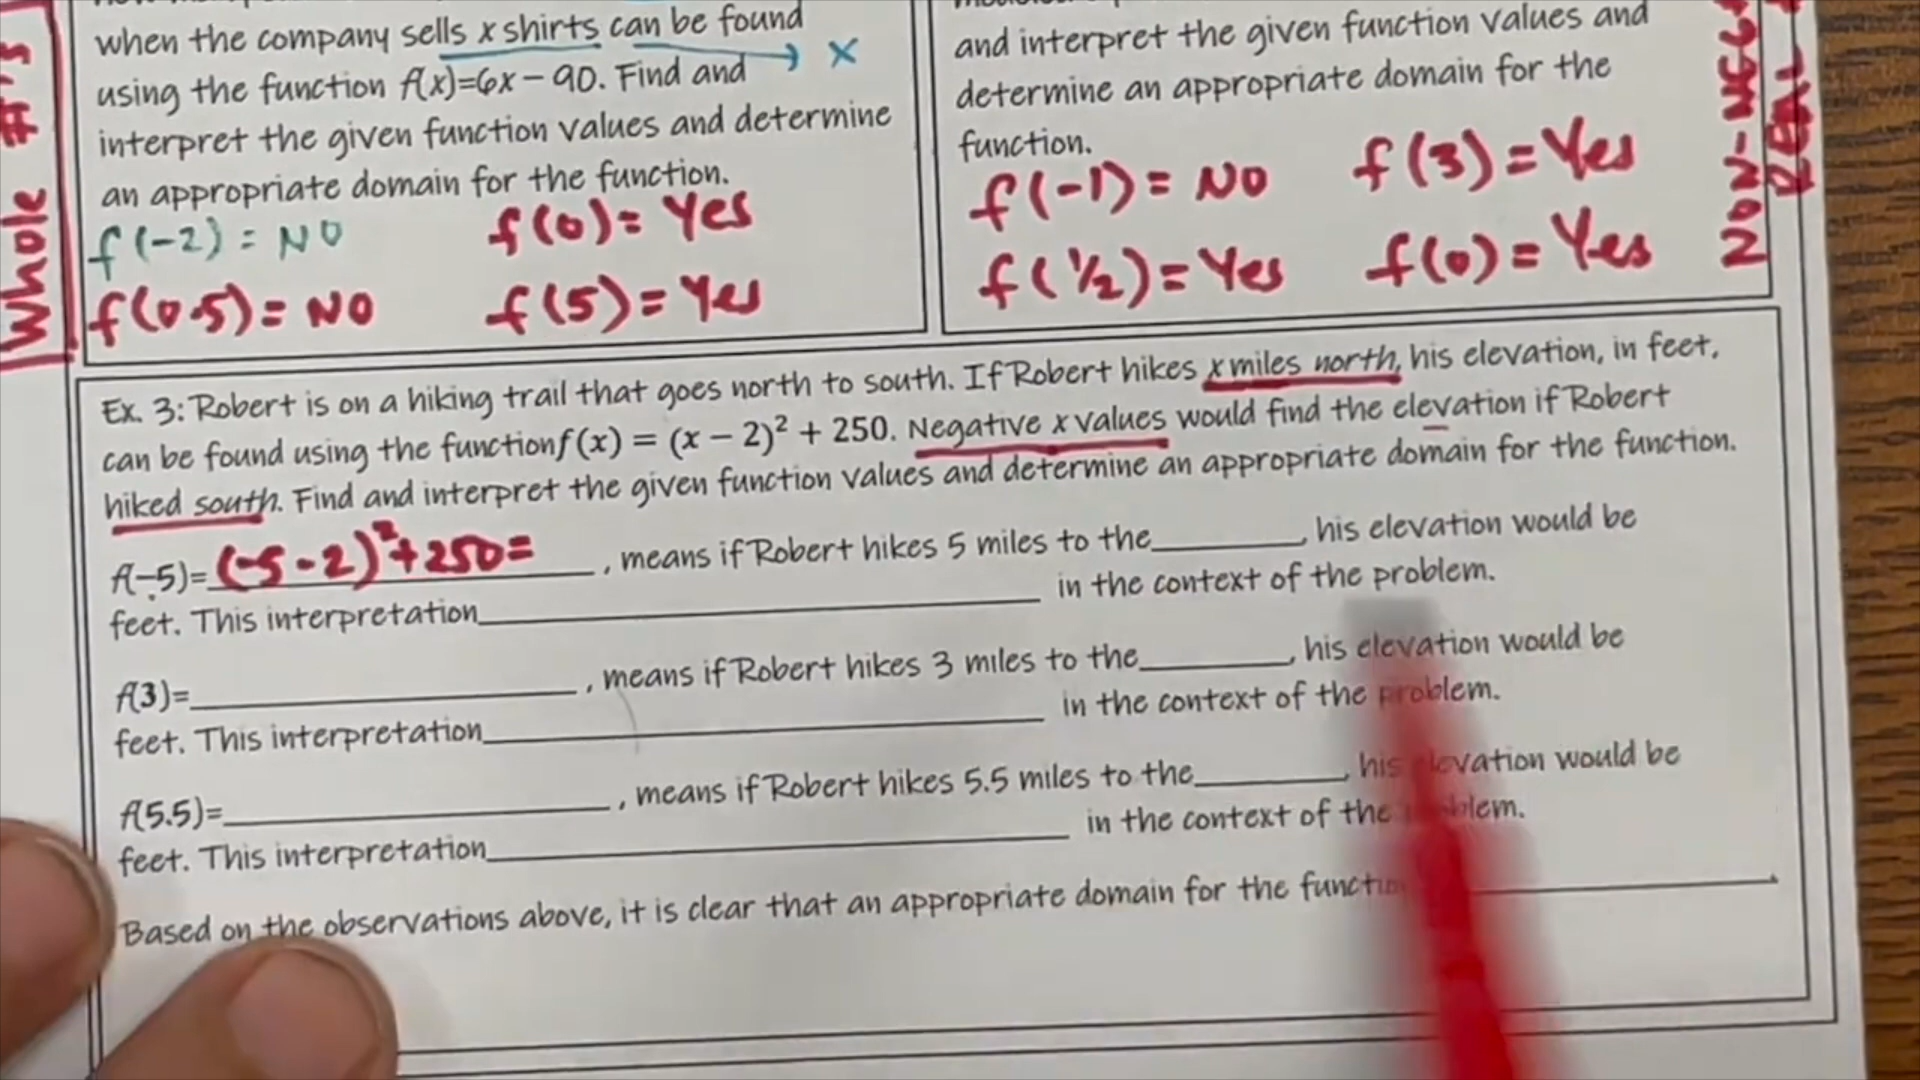 when the company sells x shirts can be found
using the function f(x)=6x – 90. Find and → x
interpret the given function values and determine
an appropriate domain for the function.
f(-2) = NO f(0) = Yes
f(0.5) = NO f(5) = Yes
Whole #'s
and interpret the given function values and
determine an appropriate domain for the
function.
f(-1) = NO f(3) = Yes
f(1/2) = Yes f(0) = Yes
Ex. 3: Robert is on a hiking trail that goes north to south. If Robert hikes x miles north, his elevation, in feet,
can be found using the function f(x) = (x − 2)² + 250. Negative x values would find the elevation if Robert
hiked south. Find and interpret the given function values and determine an appropriate domain for the function.
f(-5)= (-5-2)²+250= , means if Robert hikes 5 miles to the________, his elevation would be
feet. This interpretation________ in the context of the problem.
f(3)=________, means if Robert hikes 3 miles to the________, his elevation would be
feet. This interpretation________ in the context of the problem.
f(5.5)=________, means if Robert hikes 5.5 miles to the________, his elevation would be
feet. This interpretation________ in the context of the problem.
Based on the observations above, it is clear that an appropriate domain for the